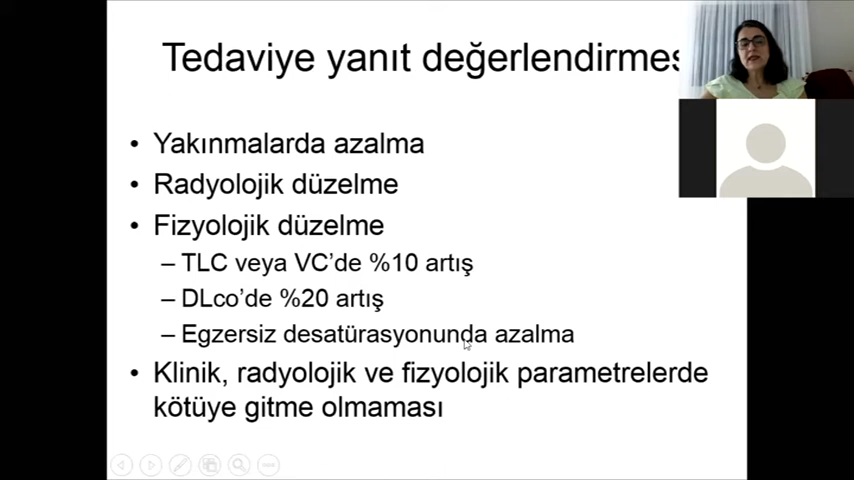 Tedaviye yanıt değerlendirmes
• Yakınmalarda azalma
• Radyolojik düzelme
• Fizyolojik düzelme
– TLC veya VC’de %10 artış
– DLco’de %20 artış
– Egzersiz desatürasyonunda azalma
• Klinik, radyolojik ve fizyolojik parametrelerde
kötüye gitme olmaması